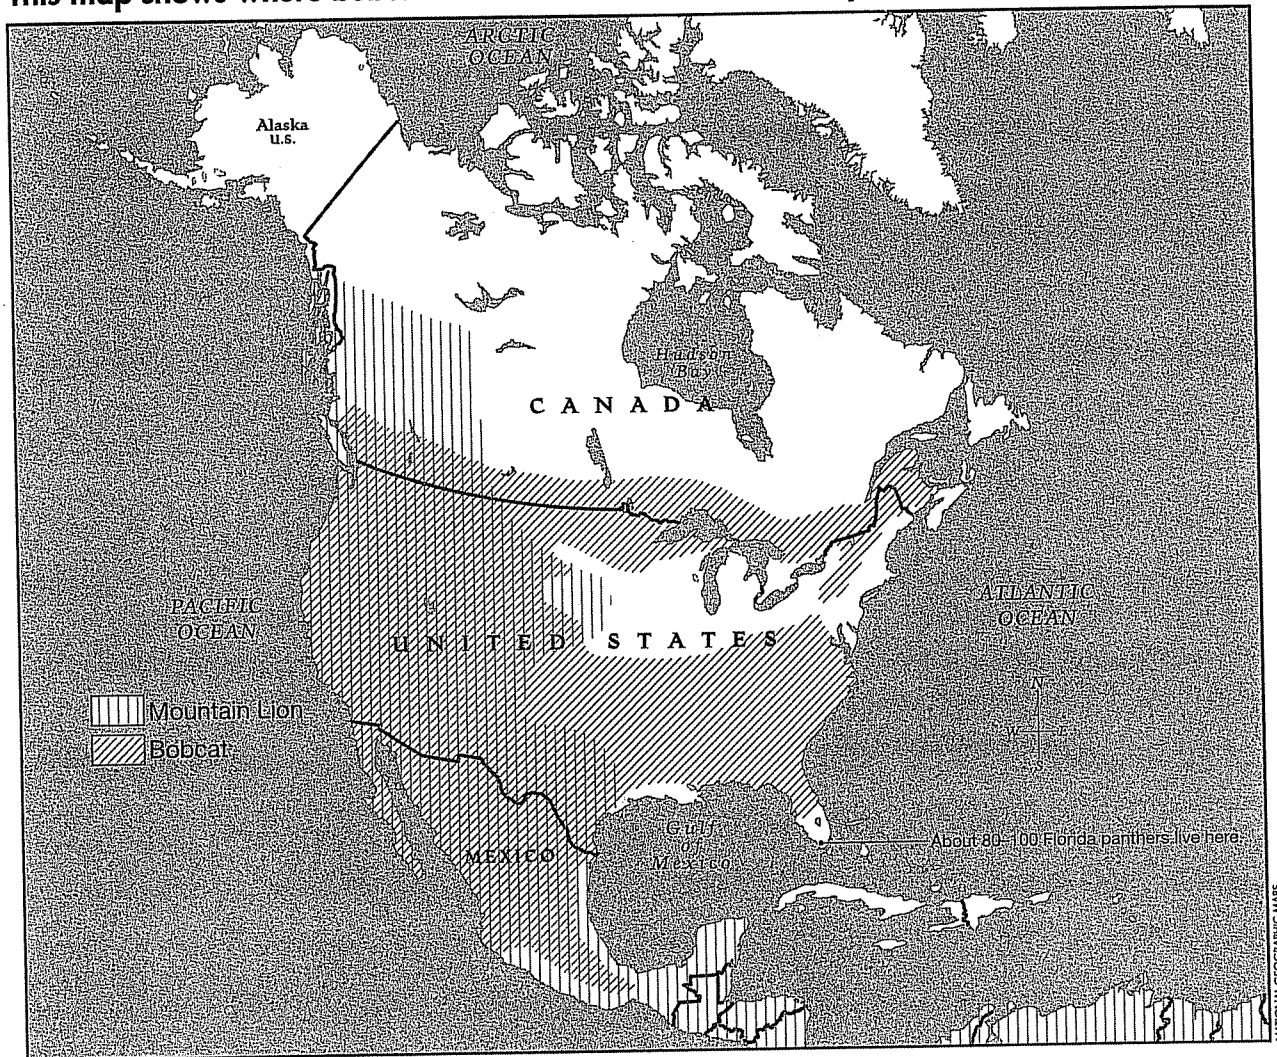 This map shows where
ARCTIC
OCEAN
Alaska
U.S.
Hudson
Bay
CANADA
PACIFIC
OCEAN
ATLANTIC
OCEAN
UNITED STATES
N
W E
S
Mountain Lion
Bobcat
Gulf
of
Mexico
MEXICO
About 80–100 Florida panthers live here.